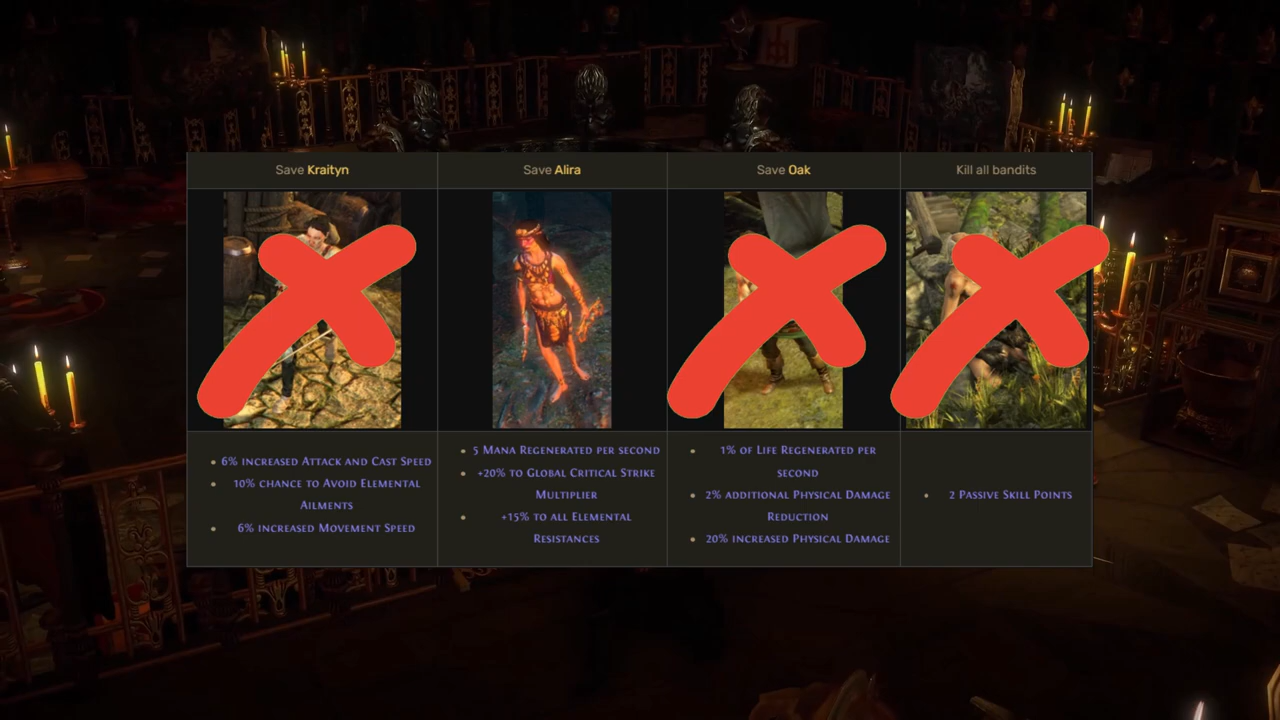 Save Kraityn
Save Alira
Save Oak
Kill all bandits
• 6% increased Attack and Cast Speed
• 10% chance to Avoid Elemental
Ailments
• 6% increased Movement Speed
• 5 Mana Regenerated per second
• +20% to Global Critical Strike
Multiplier
• +15% to all Elemental
Resistances
• 1% of Life Regenerated per
second
• 2% additional Physical Damage
Reduction
• 20% increased Physical Damage
• 2 Passive Skill Points